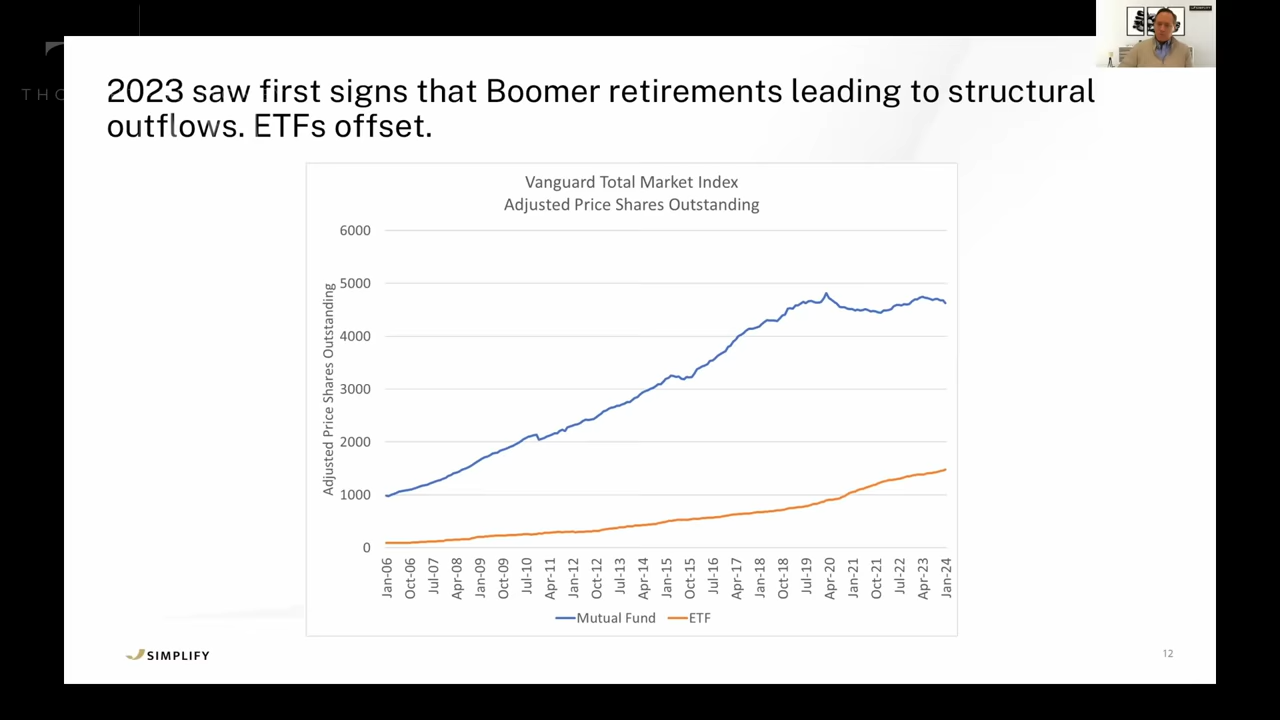 SIMPLIFY
THO
2023 saw first signs that Boomer retirements leading to structural
outflows. ETFs offset.
Vanguard Total Market Index
Adjusted Price Shares Outstanding
Adjusted Price Shares Outstanding
6000
5000
4000
3000
2000
1000
0
Jan-06
Oct-06
Jul-07
Apr-08
Jan-09
Oct-09
Jul-10
Apr-11
Jan-12
Oct-12
Jul-13
Apr-14
Jan-15
Oct-15
Jul-16
Apr-17
Jan-18
Oct-18
Jul-19
Apr-20
Jan-21
Oct-21
Jul-22
Apr-23
Jan-24
Mutual Fund
ETF
SIMPLIFY
12